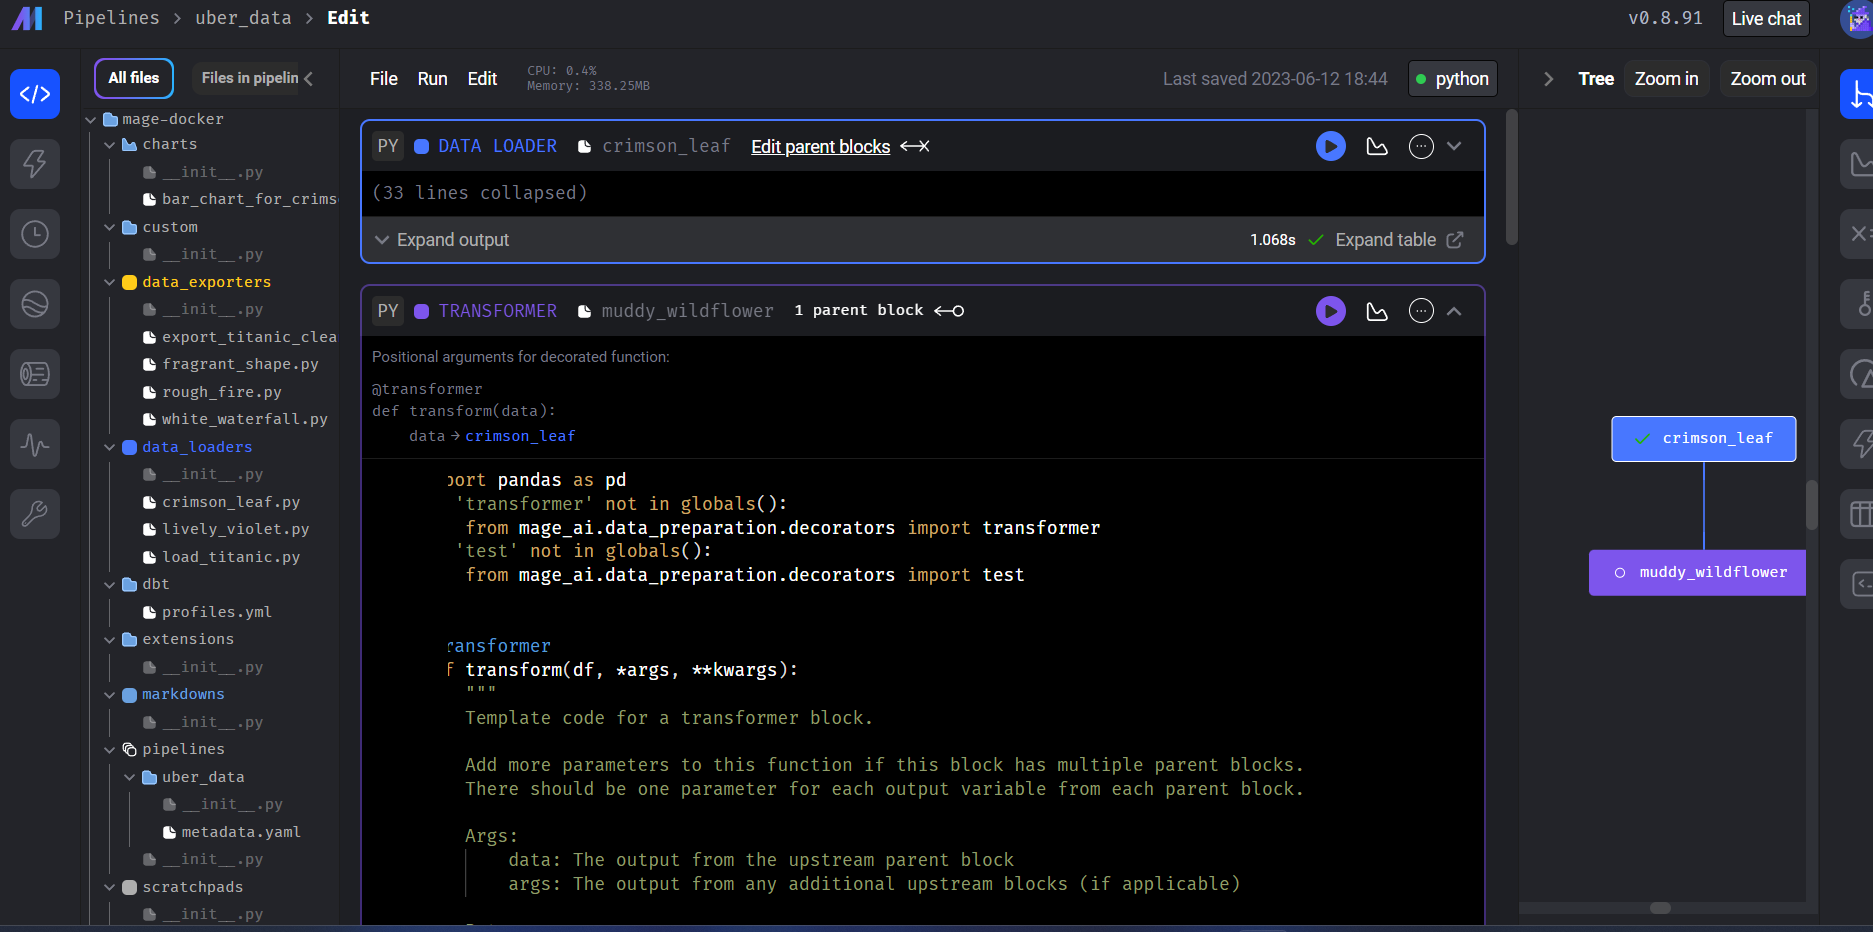 Pipelines > uber_data > Edit
v0.8.91
Live chat
All files
Files in pipelin
File Run Edit
CPU: 0.4%
Memory: 338.25MB
Last saved 2023-06-12 18:44
python
Tree
Zoom in
Zoom out
mage-docker
charts
__init__.py
bar_chart_for_crims
custom
__init__.py
data_exporters
__init__.py
export_titanic_clea
fragrant_shape.py
rough_fire.py
white_waterfall.py
data_loaders
__init__.py
crimson_leaf.py
lively_violet.py
load_titanic.py
dbt
profiles.yml
extensions
__init__.py
markdowns
__init__.py
pipelines
uber_data
__init__.py
metadata.yaml
__init__.py
scratchpads
__init__.py
PY DATA LOADER crimson_leaf Edit parent blocks
(33 lines collapsed)
Expand output
1.068s
Expand table
PY TRANSFORMER muddy_wildflower 1 parent block
Positional arguments for decorated function:
@transformer
def transform(data):
data → crimson_leaf
port pandas as pd
'transformer' not in globals():
from mage_ai.data_preparation.decorators import transformer
'test' not in globals():
from mage_ai.data_preparation.decorators import test
ransformer
f transform(df, *args, **kwargs):
"""
Template code for a transformer block.
Add more parameters to this function if this block has multiple parent blocks.
There should be one parameter for each output variable from each parent block.
Args:
data: The output from the upstream parent block
args: The output from any additional upstream blocks (if applicable)
crimson_leaf
muddy_wildflower